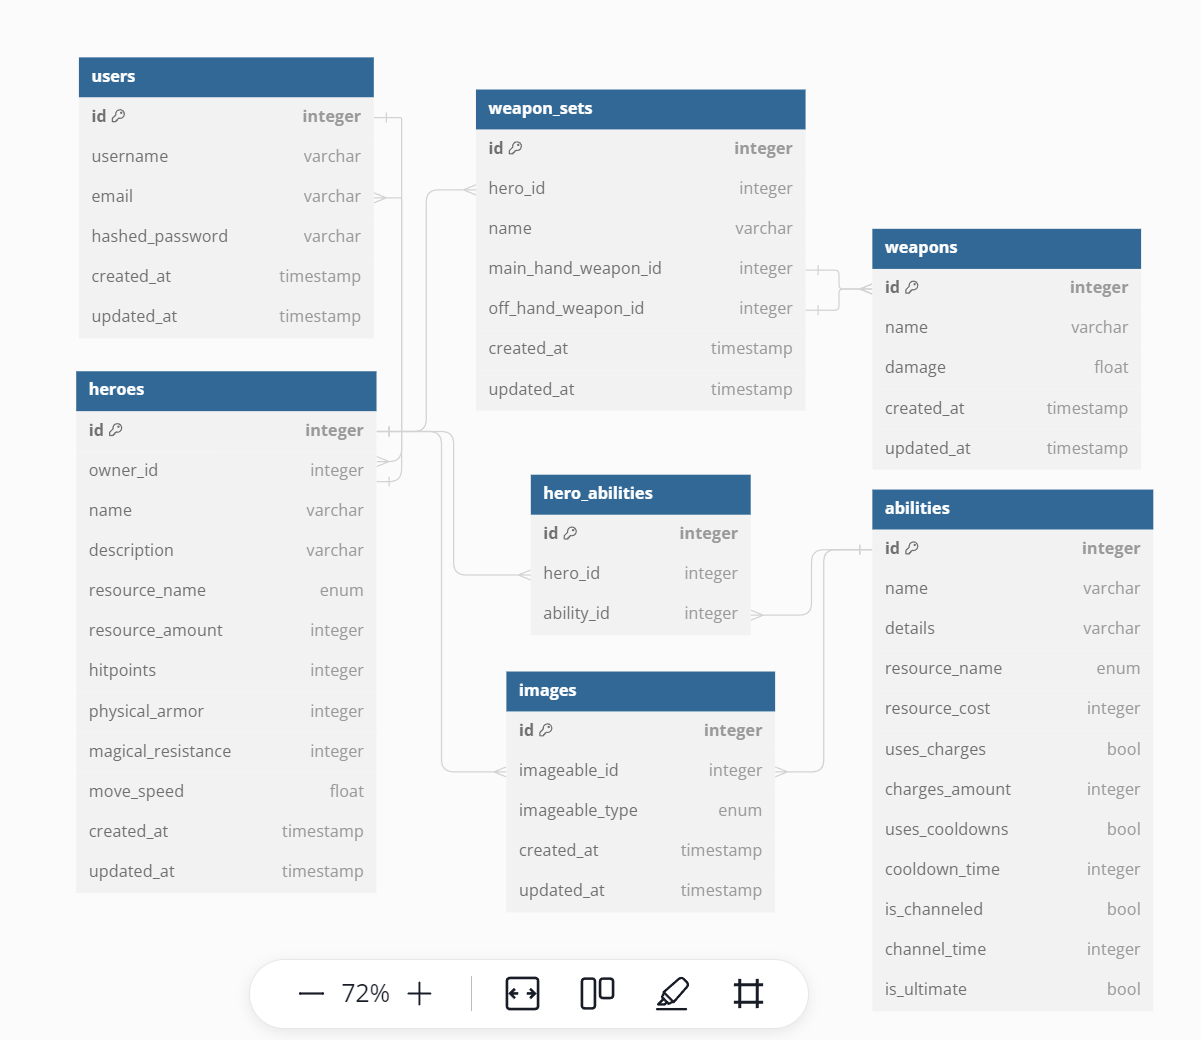 users
id integer
username varchar
email varchar
hashed_password varchar
created_at timestamp
updated_at timestamp
heroes
id integer
owner_id integer
name varchar
description varchar
resource_name enum
resource_amount integer
hitpoints integer
physical_armor integer
magical_resistance integer
move_speed float
created_at timestamp
updated_at timestamp
weapon_sets
id integer
hero_id integer
name varchar
main_hand_weapon_id integer
off_hand_weapon_id integer
created_at timestamp
updated_at timestamp
hero_abilities
id integer
hero_id integer
ability_id integer
images
id integer
imageable_id integer
imageable_type enum
created_at timestamp
updated_at timestamp
weapons
id integer
name varchar
damage float
created_at timestamp
updated_at timestamp
abilities
id integer
name varchar
details varchar
resource_name enum
resource_cost integer
uses_charges bool
charges_amount integer
uses_cooldowns bool
cooldown_time integer
is_channeled bool
channel_time integer
is_ultimate bool
72%